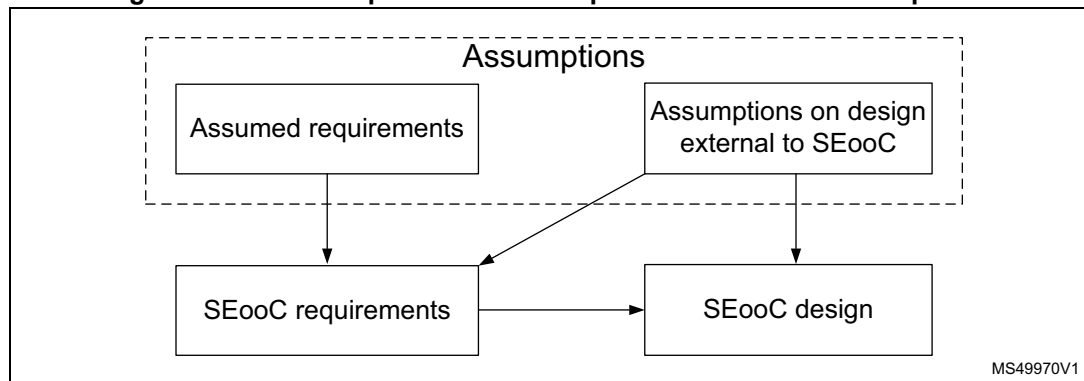 Assumptions
Assumed requirements
Assumptions on design
external to SEooC
SEooC requirements
SEooC design
MS49970V1